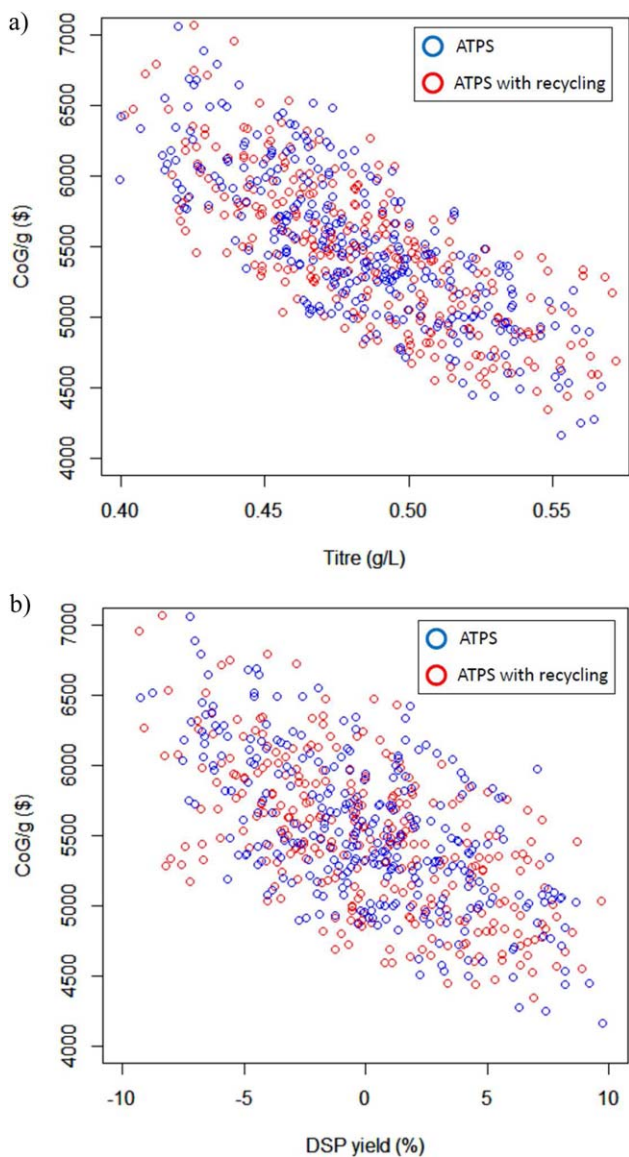 a)
7000
6500
6000
5500
5000
4500
4000
CoG/g ($)
ATPS
ATPS with recycling
0.40 0.45 0.50 0.55
Titre (g/L)
b)
7000
6500
6000
5500
5000
4500
4000
CoG/g ($)
ATPS
ATPS with recycling
-10 -5 0 5 10
DSP yield (%)